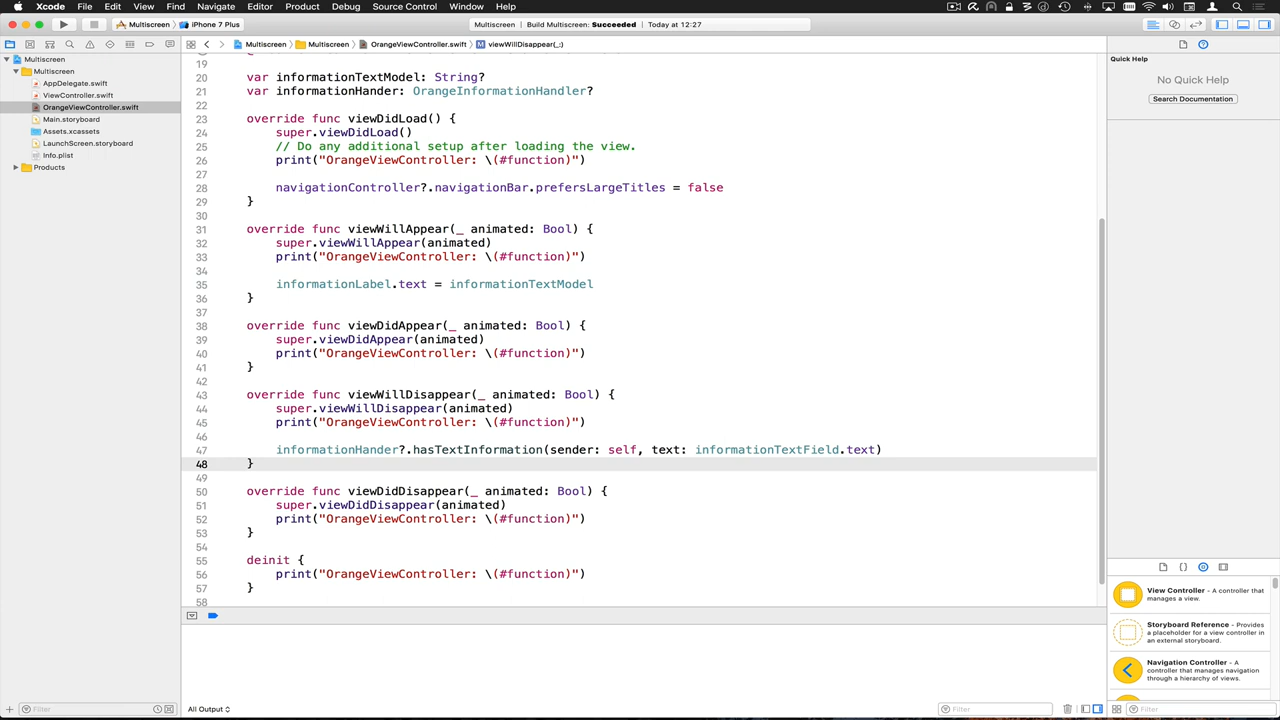 Xcode File Edit View Find Navigate Editor Product Debug Source Control Window Help
Multiscreen iPhone 7 Plus Multiscreen | Build Multiscreen: Succeeded | Today at 12:27
Multiscreen Multiscreen OrangeViewController.swift M viewWillDisappear(_:)
Multiscreen
Multiscreen
AppDelegate.swift
ViewController.swift
OrangeViewController.swift
Main.storyboard
Assets.xcassets
LaunchScreen.storyboard
Info.plist
Products
Filter
19
20 var informationTextModel: String?
21 var informationHander: OrangeInformationHandler?
22
23 override func viewDidLoad() {
24 super.viewDidLoad()
25 // Do any additional setup after loading the view.
26 print("OrangeViewController: \(#function)")
27
28 navigationController?.navigationBar.prefersLargeTitles = false
29 }
30
31 override func viewWillAppear(_ animated: Bool) {
32 super.viewWillAppear(animated)
33 print("OrangeViewController: \(#function)")
34
35 informationLabel.text = informationTextModel
36 }
37
38 override func viewDidAppear(_ animated: Bool) {
39 super.viewDidAppear(animated)
40 print("OrangeViewController: \(#function)")
41 }
42
43 override func viewWillDisappear(_ animated: Bool) {
44 super.viewWillDisappear(animated)
45 print("OrangeViewController: \(#function)")
46
47 informationHander?.hasTextInformation(sender: self, text: informationTextField.text)
48 }
49
50 override func viewDidDisappear(_ animated: Bool) {
51 super.viewDidDisappear(animated)
52 print("OrangeViewController: \(#function)")
53 }
54
55 deinit {
56 print("OrangeViewController: \(#function)")
57 }
58
All Output
Filter
Quick Help
No Quick Help
Search Documentation
{}
View Controller - A controller that
manages a view.
Storyboard Reference - Provides
a placeholder for a view controller in
an external storyboard.
Navigation Controller - A
controller that manages navigation
through a hierarchy of views.
Filter